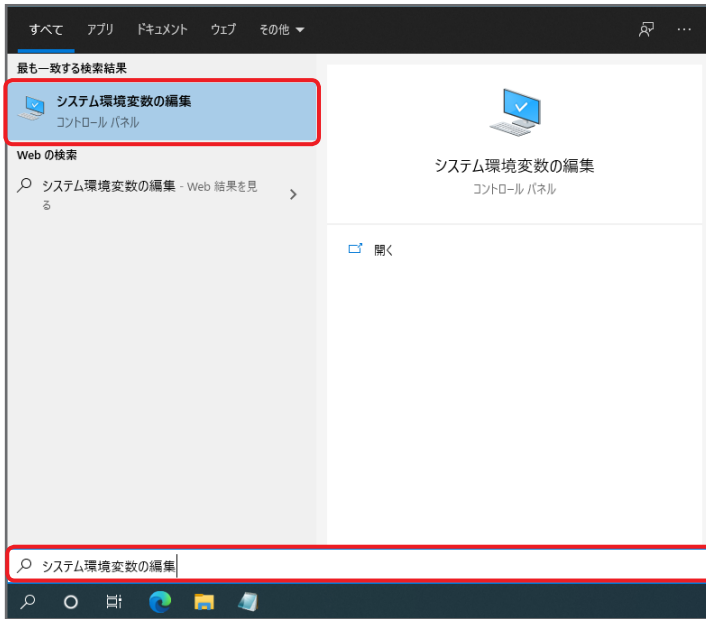 すべて アプリ ドキュメント ウェブ その他
最も一致する検索結果
システム環境変数の編集
コントロール パネル
Web の検索
システム環境変数の編集 - Web 結果を見
る
システム環境変数の編集
コントロール パネル
開く
システム環境変数の編集